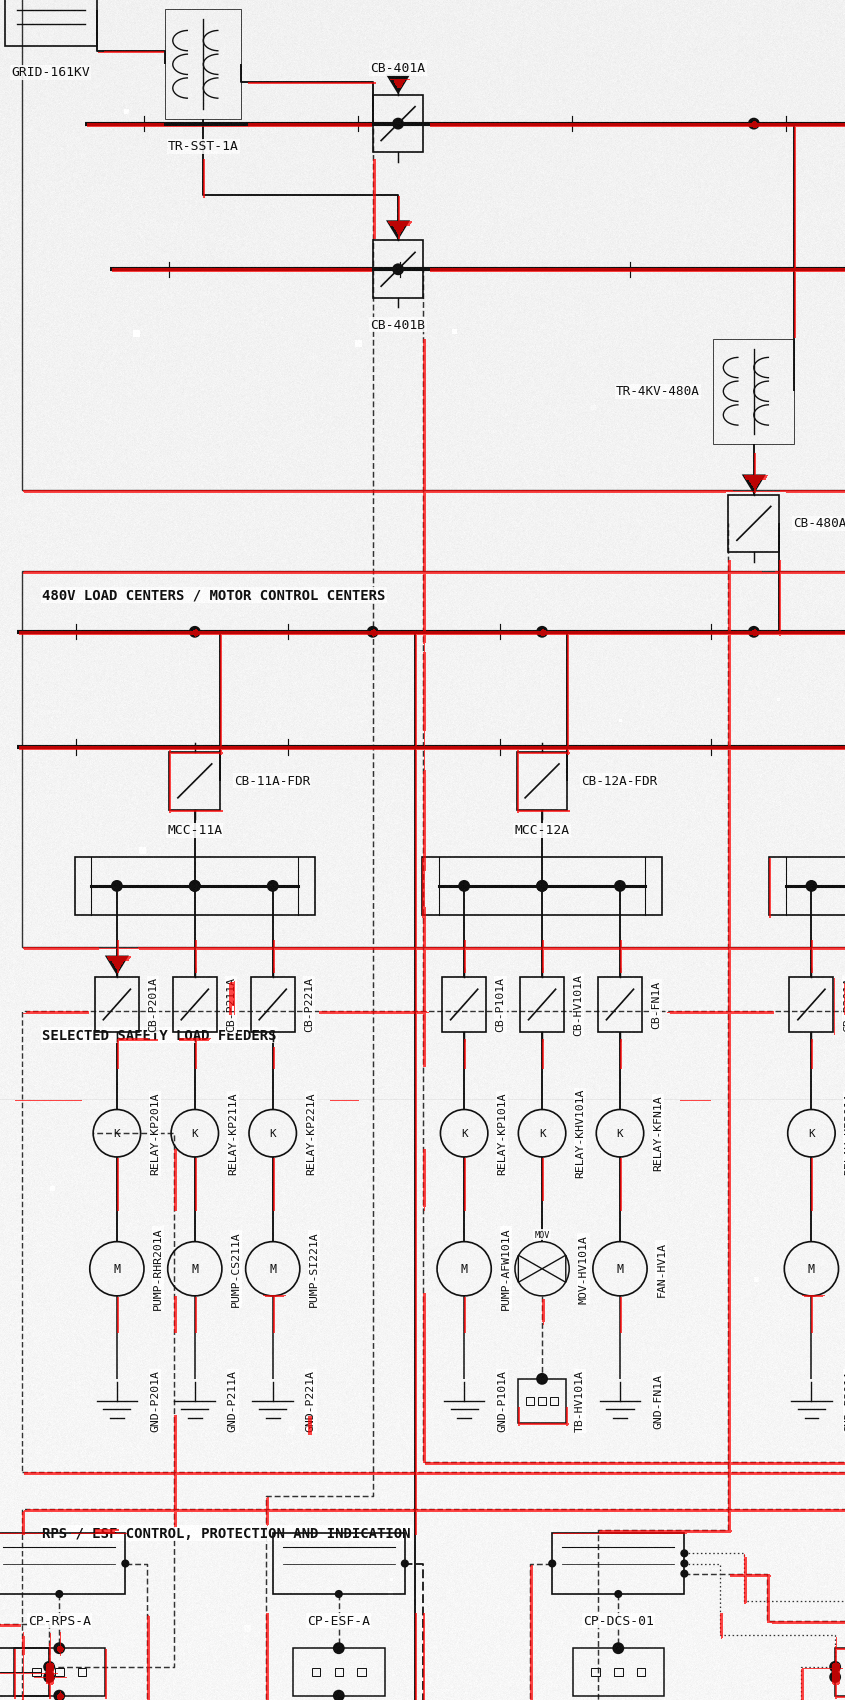 GRID-161KV
CB-401A
TR-SST-1A
CB-401B
TR-4KV-480A
CB-480A
480V LOAD CENTERS / MOTOR CONTROL CENTERS
CB-11A-FDR
CB-12A-FDR
MCC-11A
MCC-12A
CB-P201A
CB-P211A
CB-P221A
CB-P101A
CB-HV101A
CB-FN1A
SELECTED SAFETY LOAD FEEDERS
K
RELAY-KP201A
K
RELAY-KP211A
K
RELAY-KP221A
K
RELAY-KP101A
K
RELAY-KHV101A
K
RELAY-KFN1A
K
MOV
M
PUMP-RHR201A
M
PUMP-CS211A
M
PUMP-SI221A
M
PUMP-AFW101A
MOV-HV101A
M
FAN-HV1A
M
GND-P201A
GND-P211A
GND-P221A
GND-P101A
TB-HV101A
GND-FN1A
RPS / ESF CONTROL, PROTECTION AND INDICATION
CP-RPS-A
CP-ESF-A
CP-DCS-01